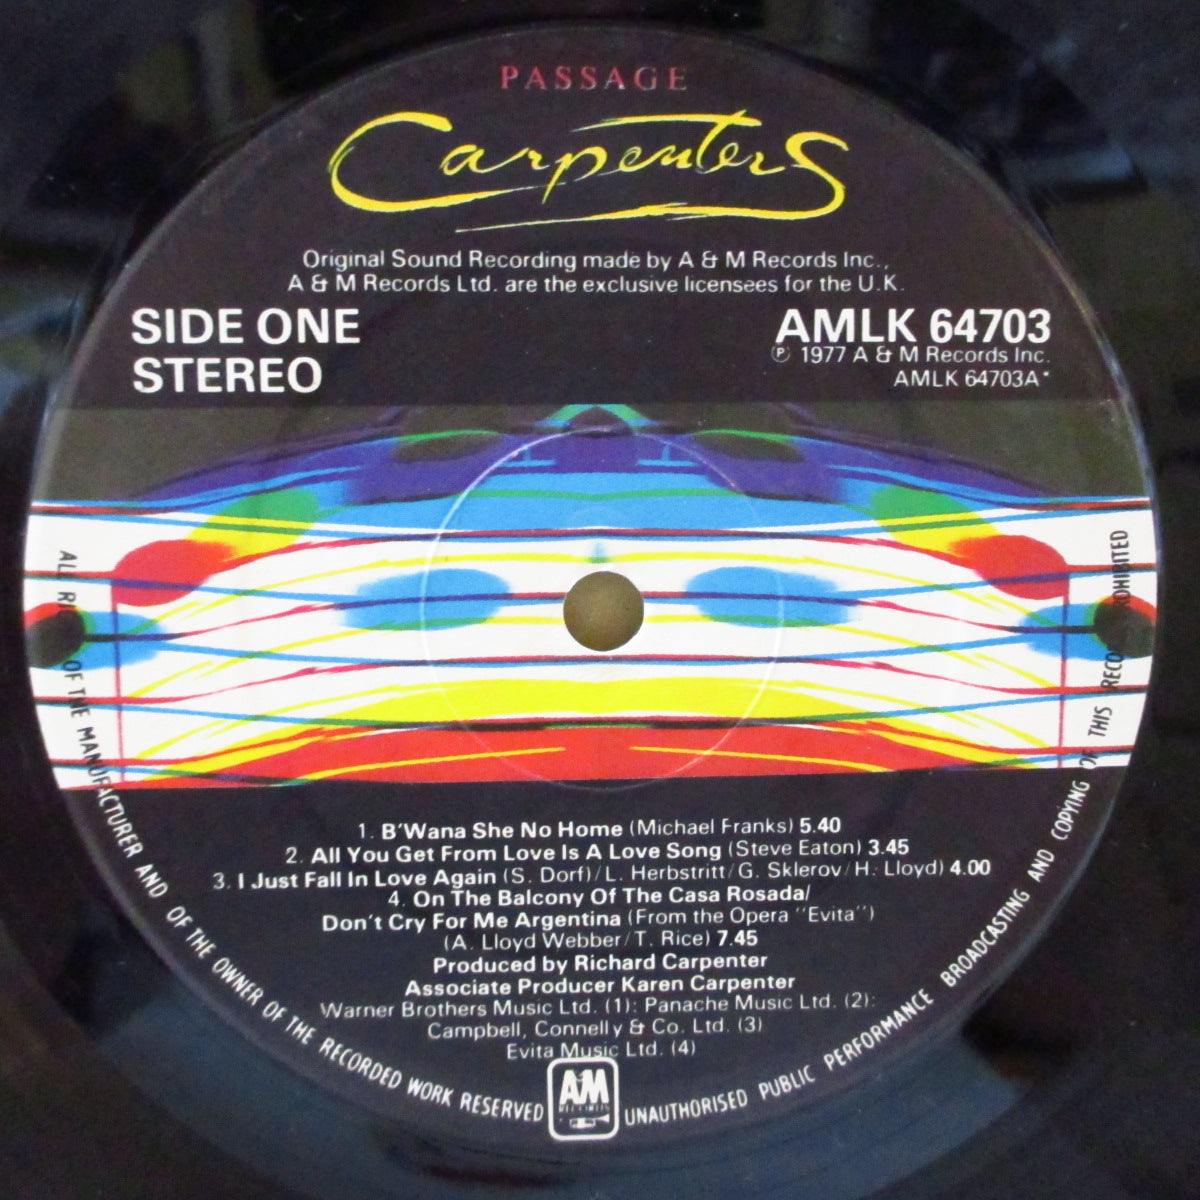 PASSAGE
Carpenters
Original Sound Recording made by A & M Records Inc.,
A & M Records Ltd. are the exclusive licensees for the U.K.
SIDE ONE
STEREO
AMLK 64703
℗ 1977 A & M Records Inc.
AMLK 64703A*
1. B'Wana She No Home (Michael Franks) 5.40
2. All You Get From Love Is A Love Song (Steve Eaton) 3.45
3. I Just Fall In Love Again (S. Dorf)/L. Herbstritt/G. Sklerov/H. Lloyd) 4.00
4. On The Balcony Of The Casa Rosada/
Don't Cry For Me Argentina (From the Opera "Evita")
(A. Lloyd Webber/T. Rice) 7.45
Produced by Richard Carpenter
Associate Producer Karen Carpenter
Warner Brothers Music Ltd. (1): Panache Music Ltd. (2):
Campbell, Connelly & Co. Ltd. (3)
Evita Music Ltd. (4)
A&M
RECORDS
ALL OF THE MANUFACTURER AND OF THE OWNER OF THE RECORDED WORK RESERVED
UNAUTHORISED PUBLIC PERFORMANCE BROADCASTING AND COPYING OF THIS